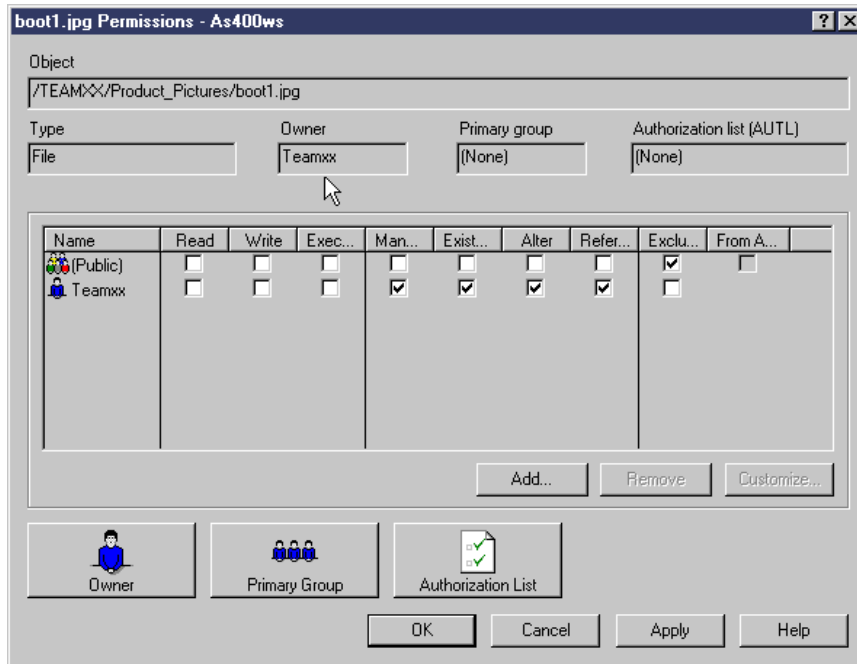 boot1.jpg Permissions - As400ws
Object
/TEAMXX/Product_Pictures/boot1.jpg
Type Owner Primary group Authorization list (AUTL)
File Teamxx (None) (None)
Name Read Write Exec... Man... Exist... Alter Refer... Exclu... From A...
(Public)
Teamxx
Add... Remove Customize...
Owner Primary Group Authorization List
OK Cancel Apply Help